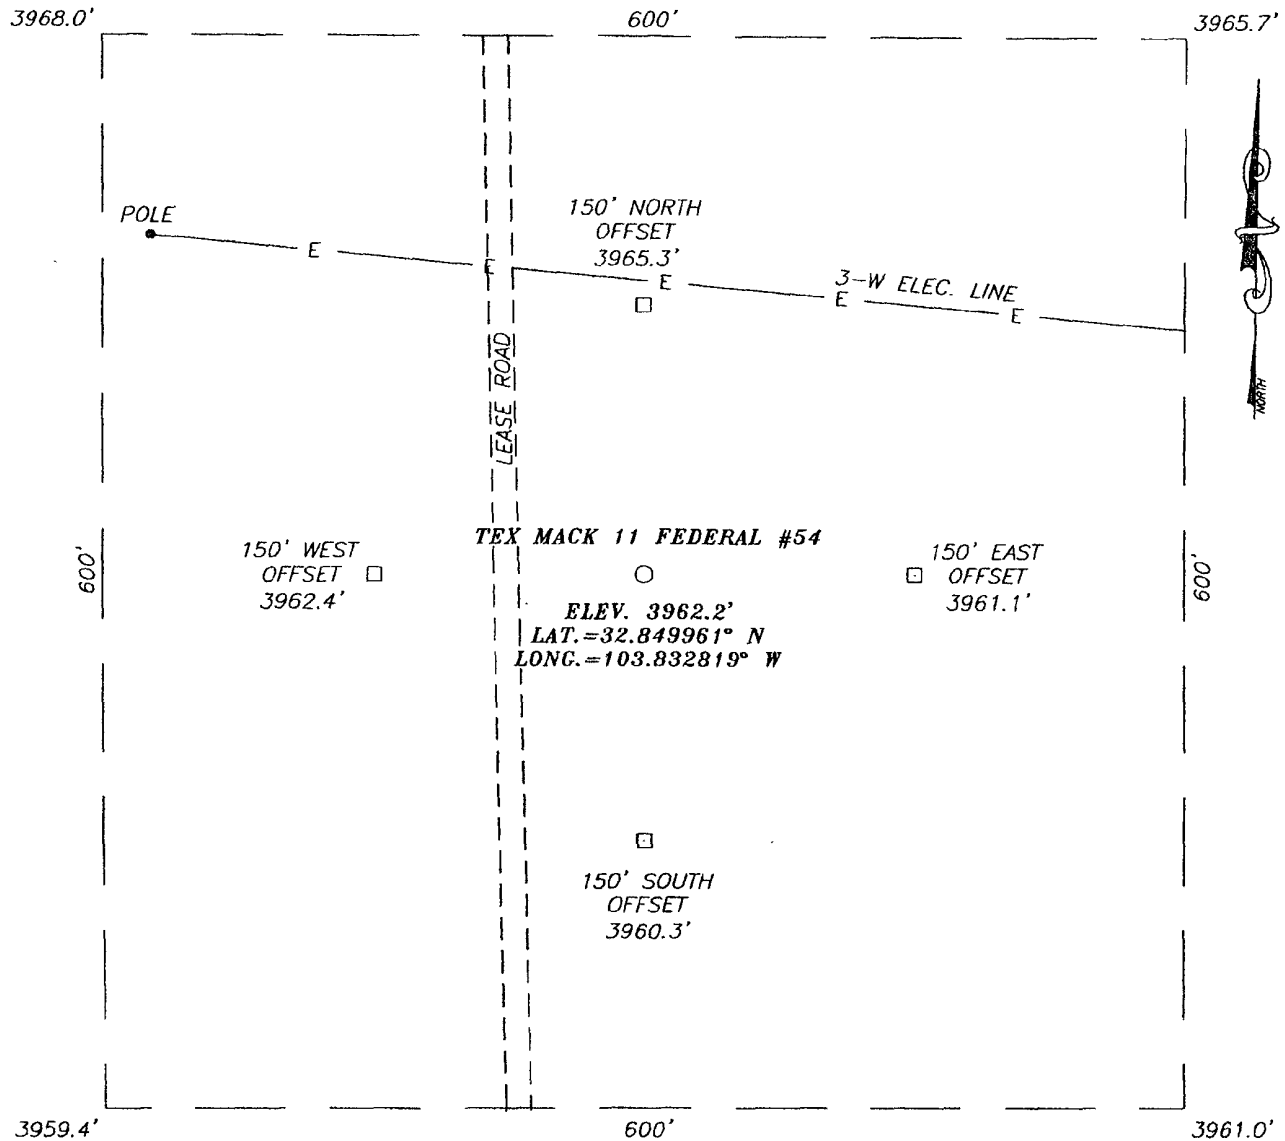 3968.0'
600'
3965.7'
POLE
150' NORTH
OFFSET
3965.3'
E
E
E
E
E
3-W ELEC. LINE
LEASE ROAD
NORTH
TEX MACK 11 FEDERAL #54
150' WEST
OFFSET
3962.4'
150' EAST
OFFSET
3961.1'
600'
600'
ELEV. 3962.2'
LAT.=32.849961° N
LONG.=103.832819° W
150' SOUTH
OFFSET
3960.3'
3959.4'
600'
3961.0'